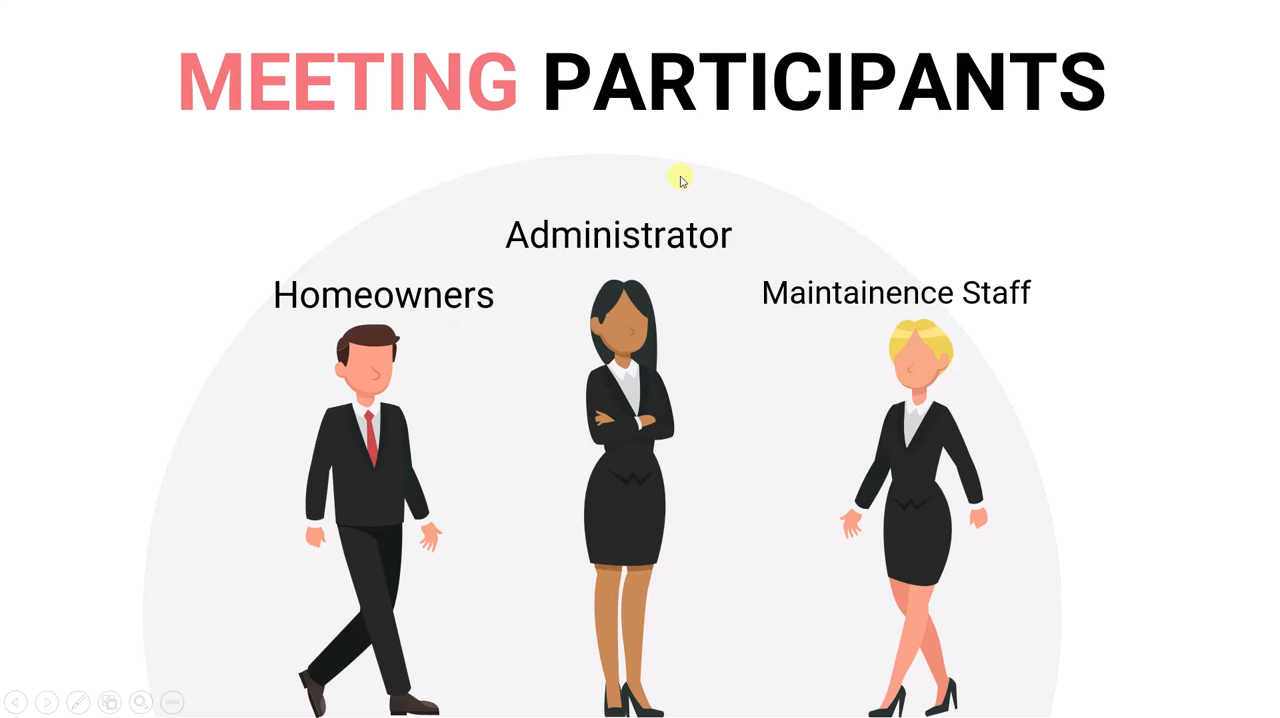 MEETING PARTICIPANTS
Administrator
Homeowners
Maintainence Staff